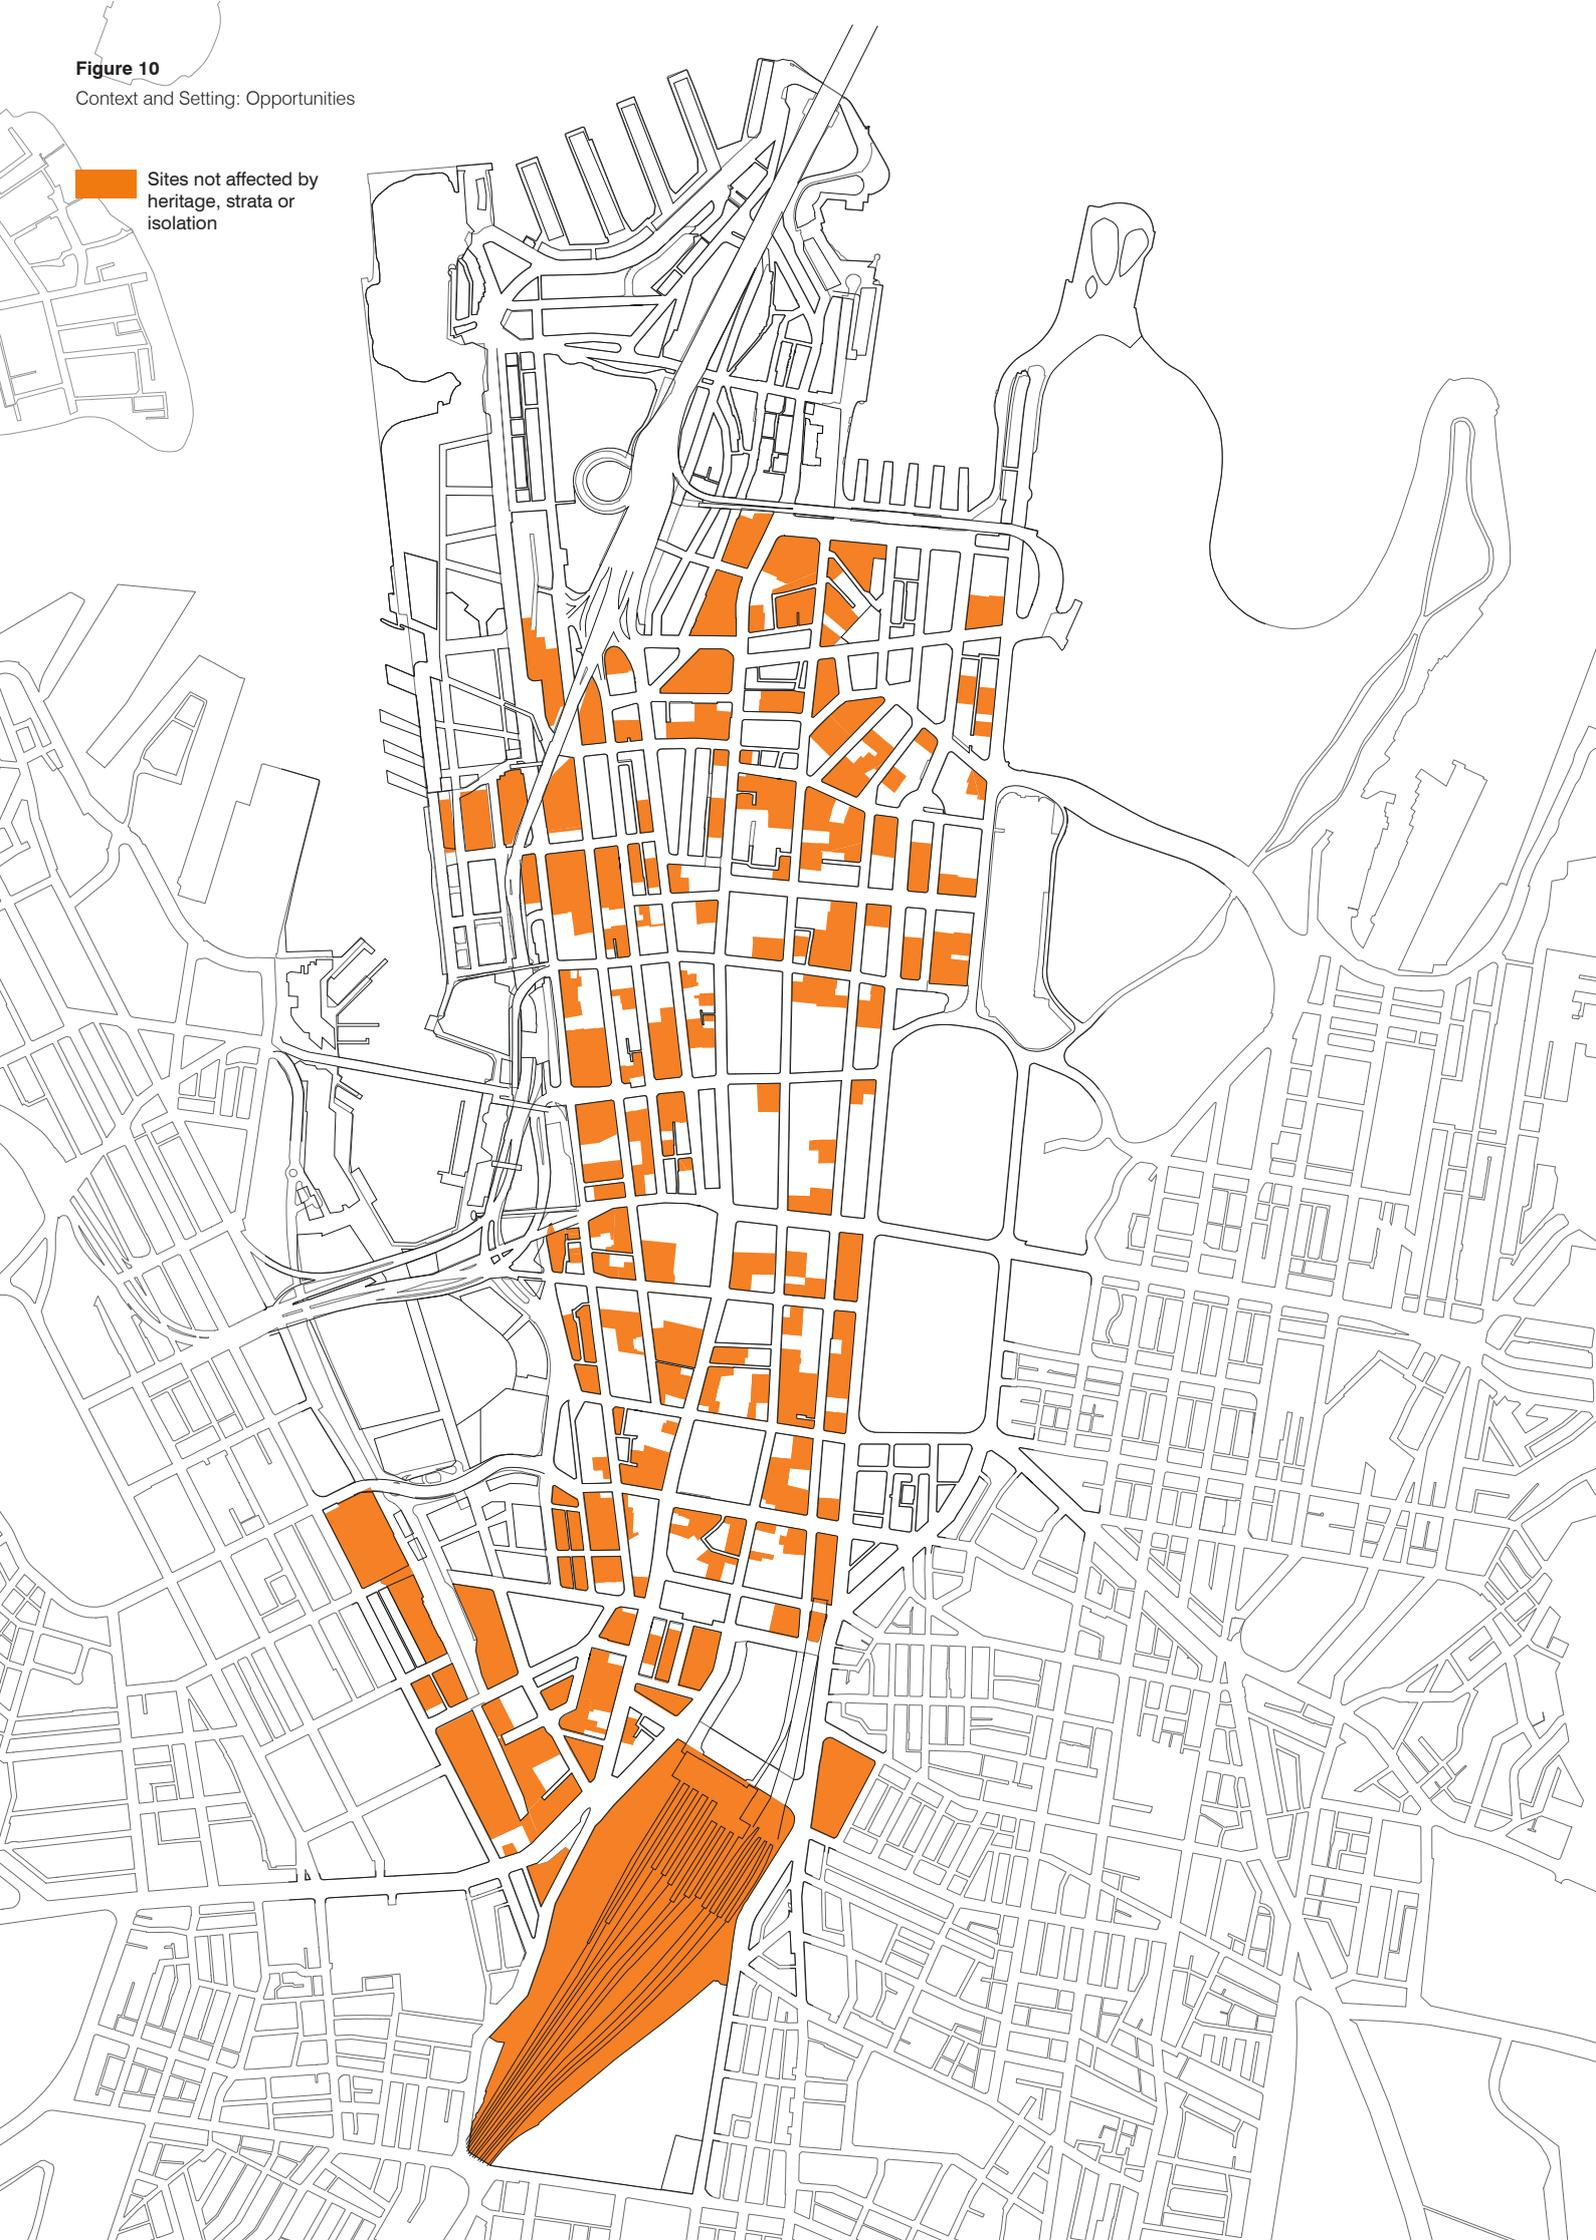 Figure 10
Context and Setting: Opportunities
Sites not affected by
heritage, strata or
isolation